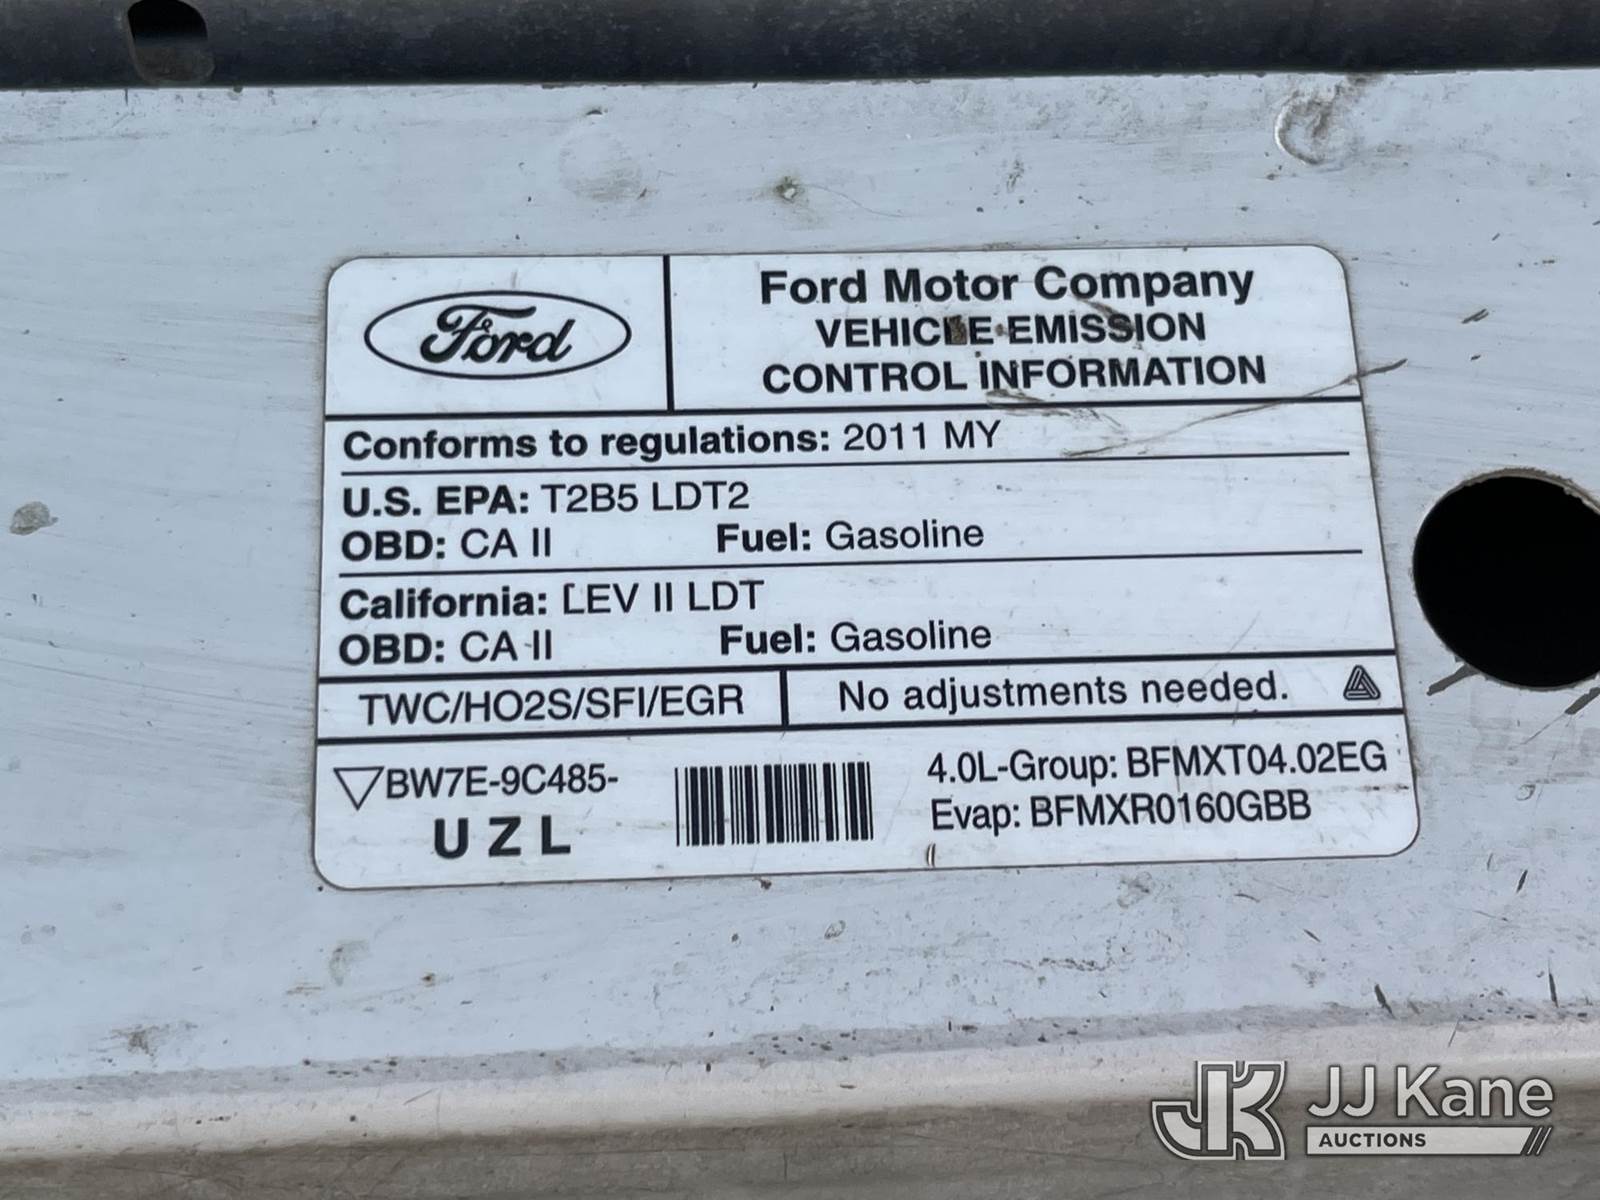 Ford
Ford Motor Company
VEHICLE EMISSION
CONTROL INFORMATION
Conforms to regulations: 2011 MY
U.S. EPA: T2B5 LDT2
OBD: CA II Fuel: Gasoline
California: LEV II LDT
OBD: CA II Fuel: Gasoline
TWC/HO2S/SFI/EGR
No adjustments needed.
BW7E-9C485-
U Z L
4.0L-Group: BFMXT04.02EG
Evap: BFMXR0160GBB
JK JJ Kane
AUCTIONS